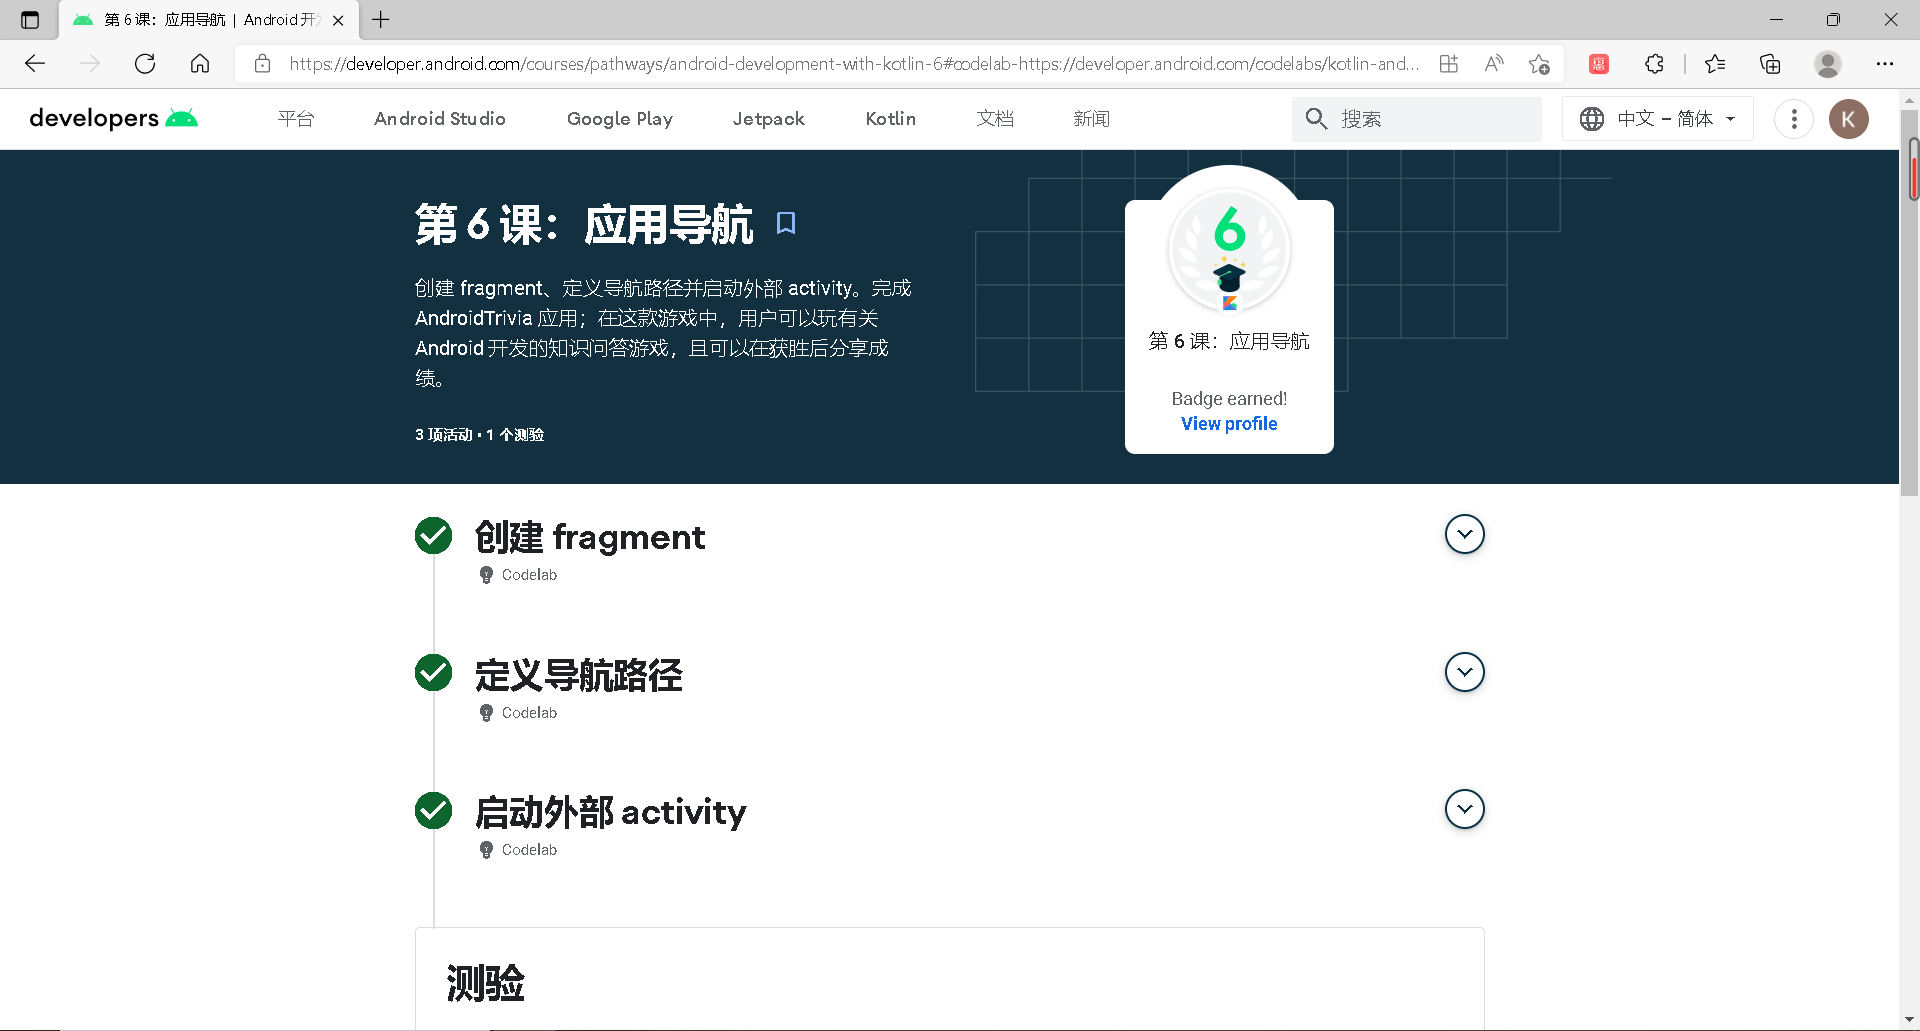 第 6 课：应用导航 | Android 开
https://developer.android.com/courses/pathways/android-development-with-kotlin-6#codelab-https://developer.android.com/codelabs/kotlin-and...
惠
developers
平台
Android Studio
Google Play
Jetpack
Kotlin
文档
新闻
搜索
中文 – 简体
K
第 6 课：应用导航
创建 fragment、定义导航路径并启动外部 activity。完成
AndroidTrivia 应用；在这款游戏中，用户可以玩有关
Android 开发的知识问答游戏，且可以在获胜后分享成
绩。
3 项活动 • 1 个测验
6
第 6 课：应用导航
Badge earned!
View profile
创建 fragment
Codelab
定义导航路径
Codelab
启动外部 activity
Codelab
测验